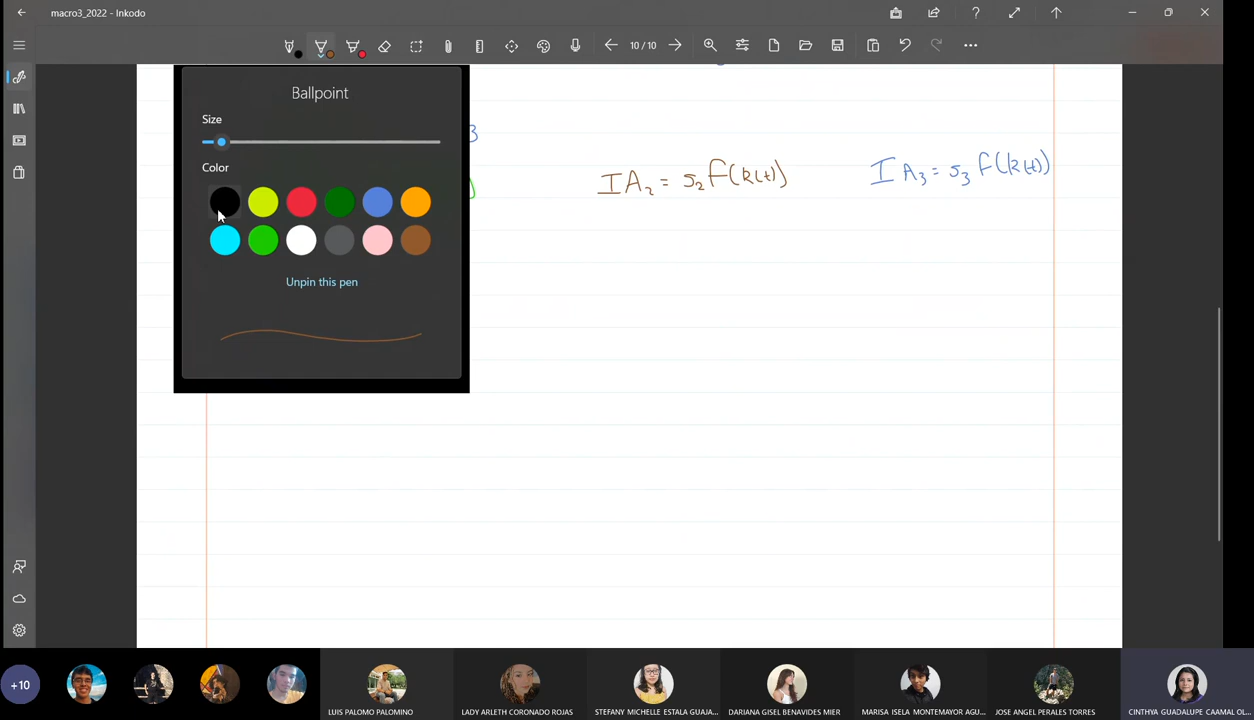 macro3_2022 - Inkodo
10 / 10
Ballpoint
Size
Color
Unpin this pen
3
)
IA₂ = s₂ f(k(t))
IA₃ = s₃ f(k(t))
+10
LUIS PALOMO PALOMINO
LADY ARLETH CORONADO ROJAS
STEFANY MICHELLE ESTALA GUAJA...
DARIANA GISEL BENAVIDES MIER
MARISA ISELA MONTEMAYOR AGU...
JOSE ANGEL PERALES TORRES
CINTHYA GUADALUPE CAAMAL OL...